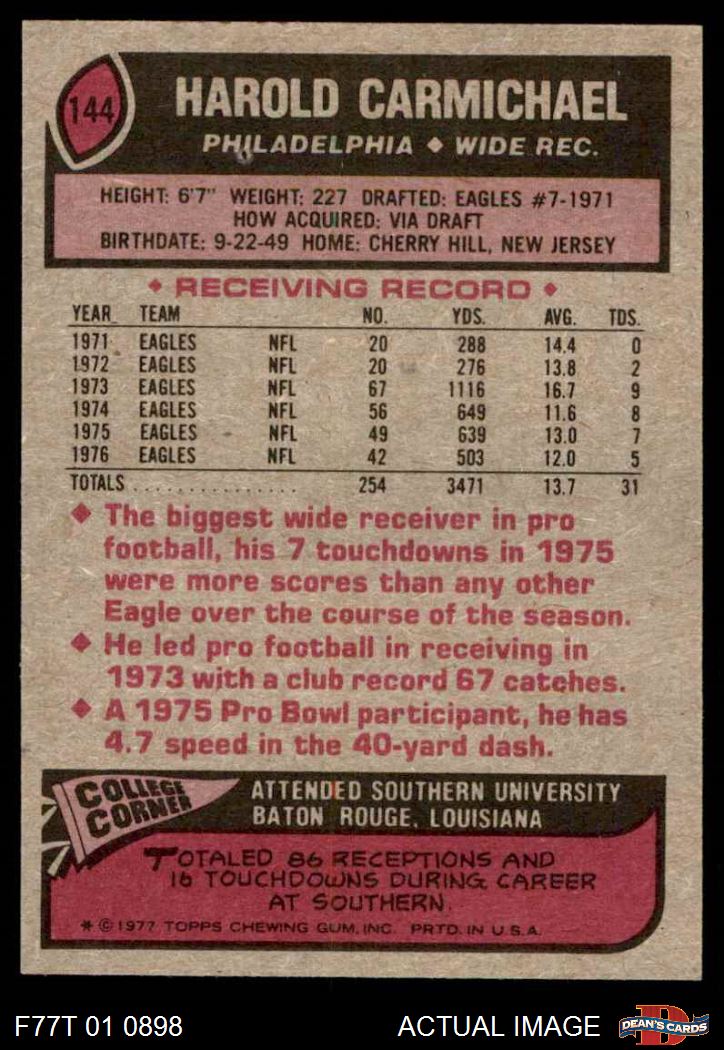 144
HAROLD CARMICHAEL
PHILADELPHIA ◆ WIDE REC.
HEIGHT: 6'7" WEIGHT: 227 DRAFTED: EAGLES #7-1971
HOW ACQUIRED: VIA DRAFT
BIRTHDATE: 9-22-49 HOME: CHERRY HILL, NEW JERSEY
◆ RECEIVING RECORD ◆
YEAR TEAM NO. YDS. AVG. TDS.
1971 EAGLES NFL 20 288 14.4 0
1972 EAGLES NFL 20 276 13.8 2
1973 EAGLES NFL 67 1116 16.7 9
1974 EAGLES NFL 56 649 11.6 8
1975 EAGLES NFL 49 639 13.0 7
1976 EAGLES NFL 42 503 12.0 5
TOTALS ................ 254 3471 13.7 31
◆ The biggest wide receiver in pro
football, his 7 touchdowns in 1975
were more scores than any other
Eagle over the course of the season.
◆ He led pro football in receiving in
1973 with a club record 67 catches.
◆ A 1975 Pro Bowl participant, he has
4.7 speed in the 40-yard dash.
COLLEGE
CORNER
ATTENDED SOUTHERN UNIVERSITY
BATON ROUGE, LOUISIANA
TOTALED 86 RECEPTIONS AND
16 TOUCHDOWNS DURING CAREER
AT SOUTHERN.
* © 1977 TOPPS CHEWING GUM, INC. PRTD. IN U.S.A.
F77T 01 0898
ACTUAL IMAGE
D
DEAN'S CARDS